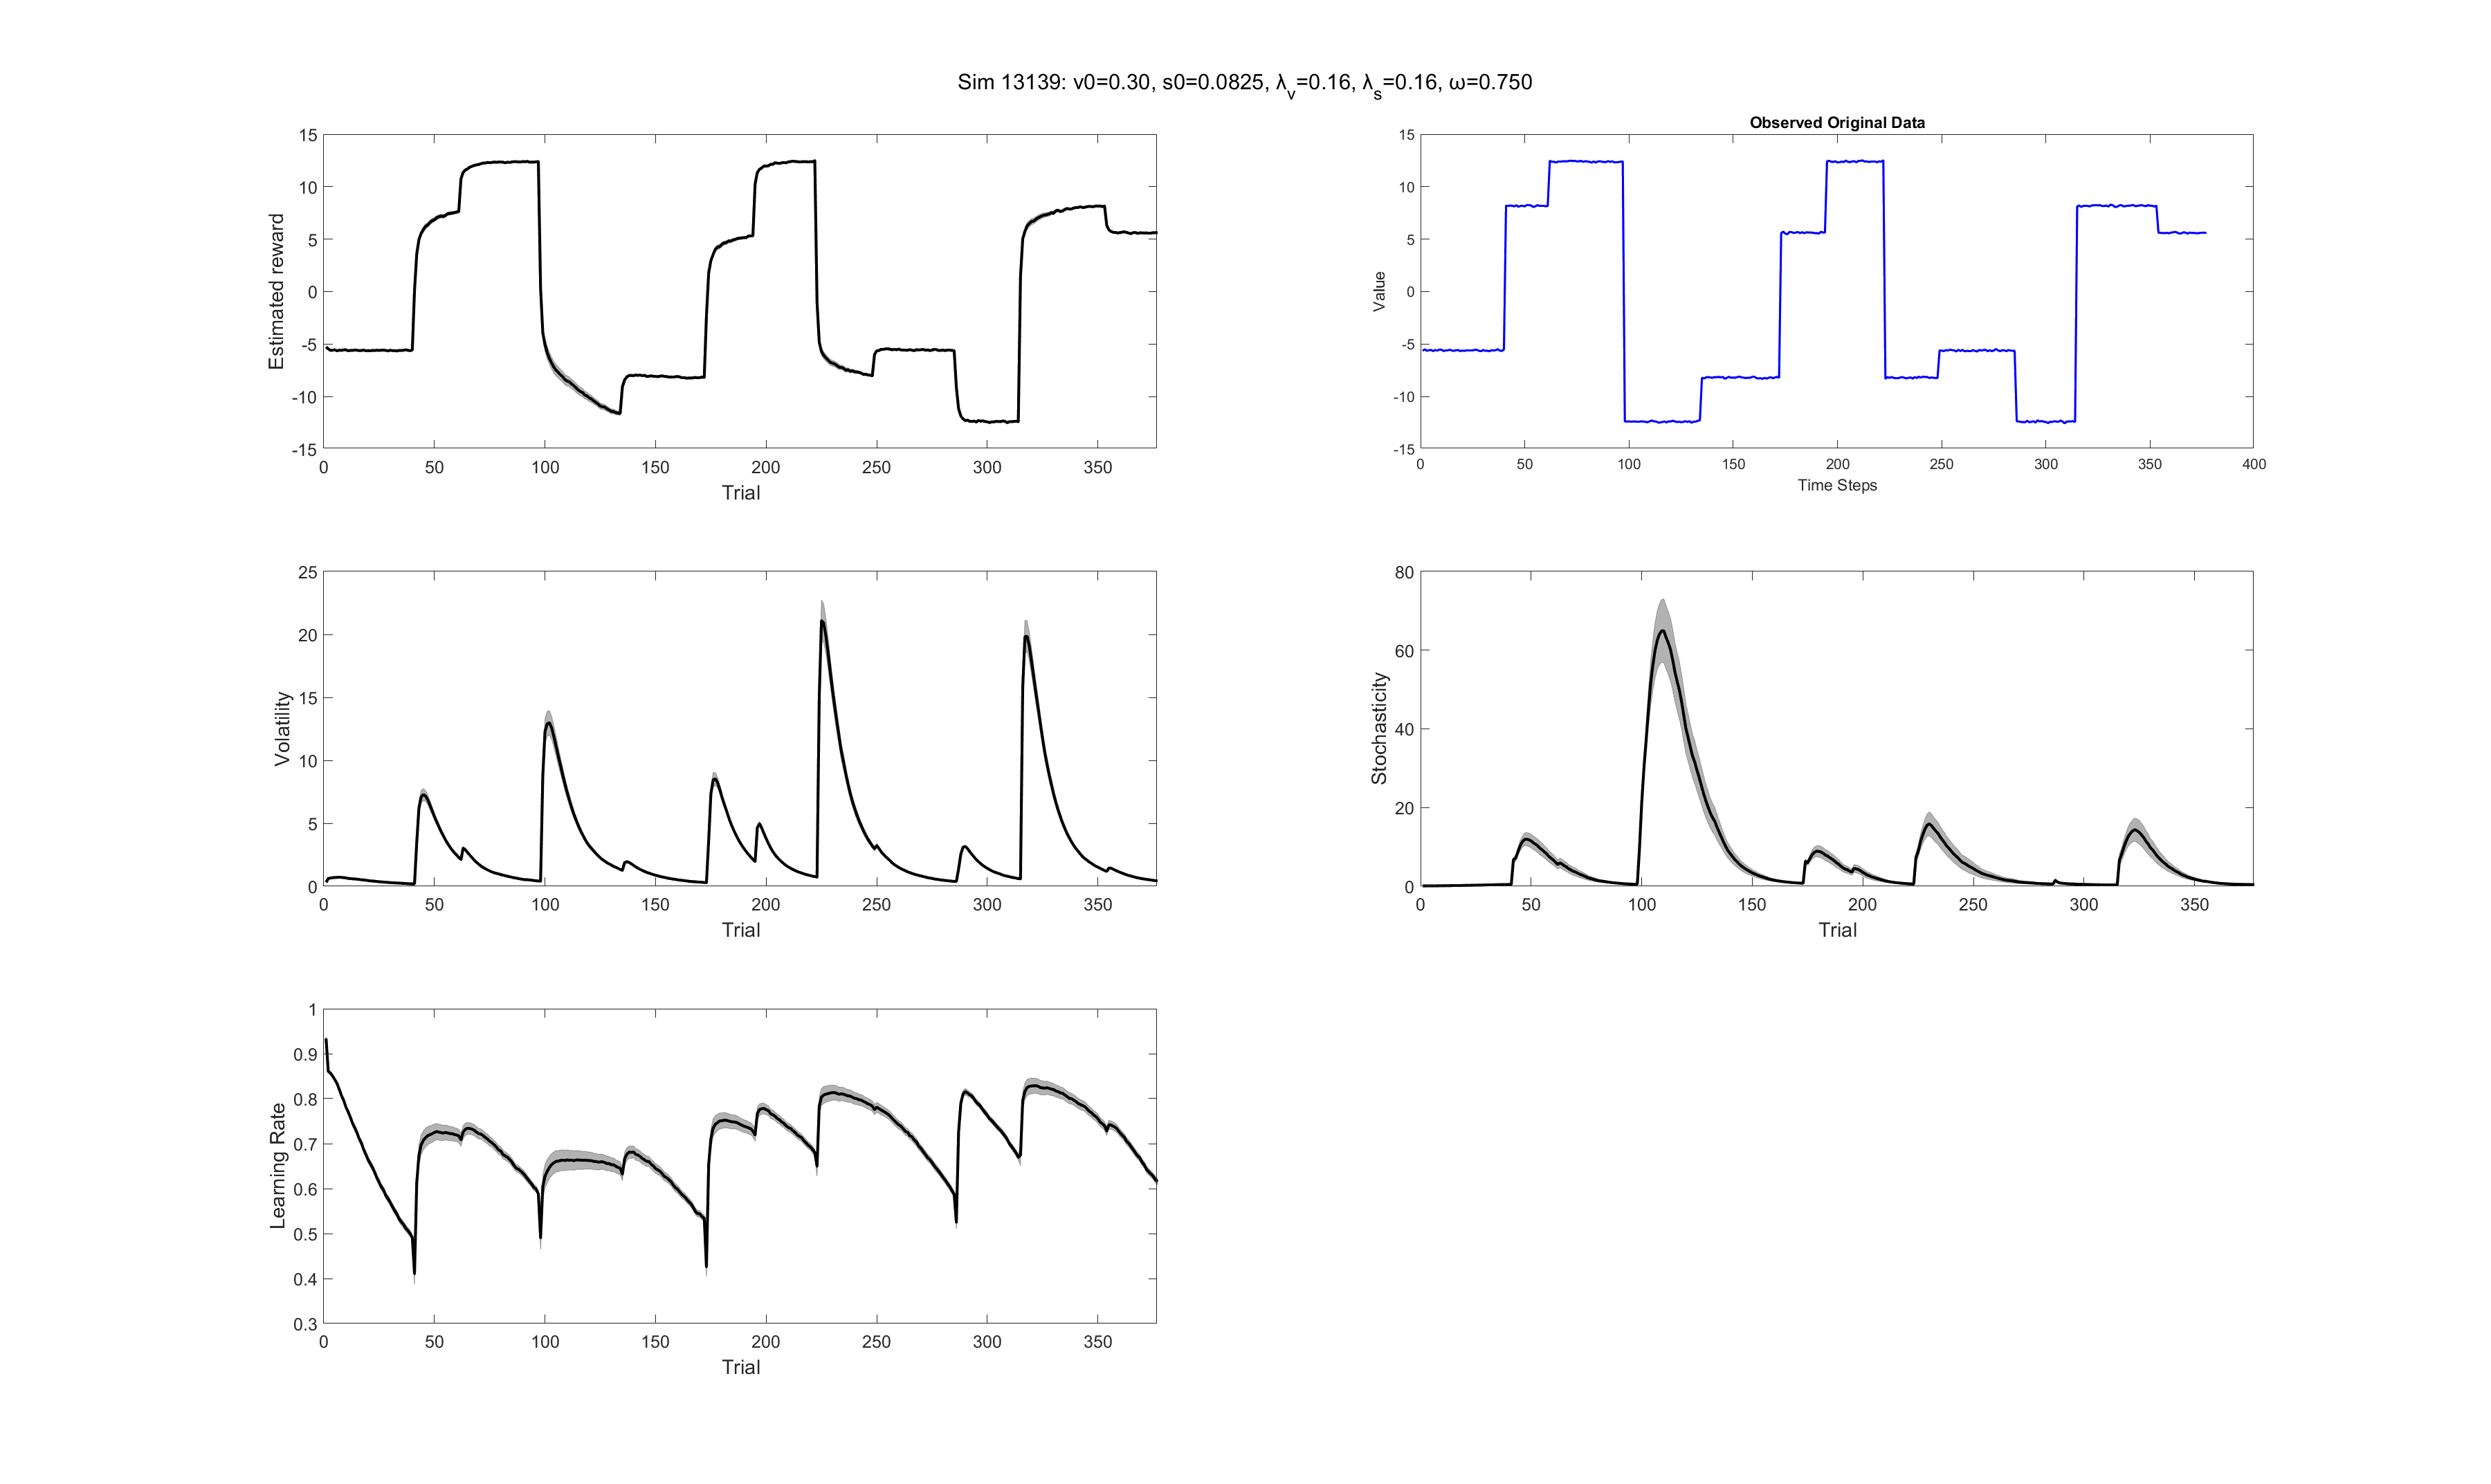 Sim 13139: v0=0.30, s0=0.0825, λv=0.16, λs=0.16, ω=0.750
15
10
5
0
-5
-10
-15
Estimated reward
0 50 100 150 200 250 300 350
Trial
Observed Original Data
15
10
5
0
-5
-10
-15
Value
0 50 100 150 200 250 300 350 400
Time Steps
25
20
15
10
5
0
Volatility
0 50 100 150 200 250 300 350
Trial
80
60
40
20
0
Stochasticity
0 50 100 150 200 250 300 350
Trial
1
0.9
0.8
0.7
0.6
0.5
0.4
0.3
Learning Rate
0 50 100 150 200 250 300 350
Trial